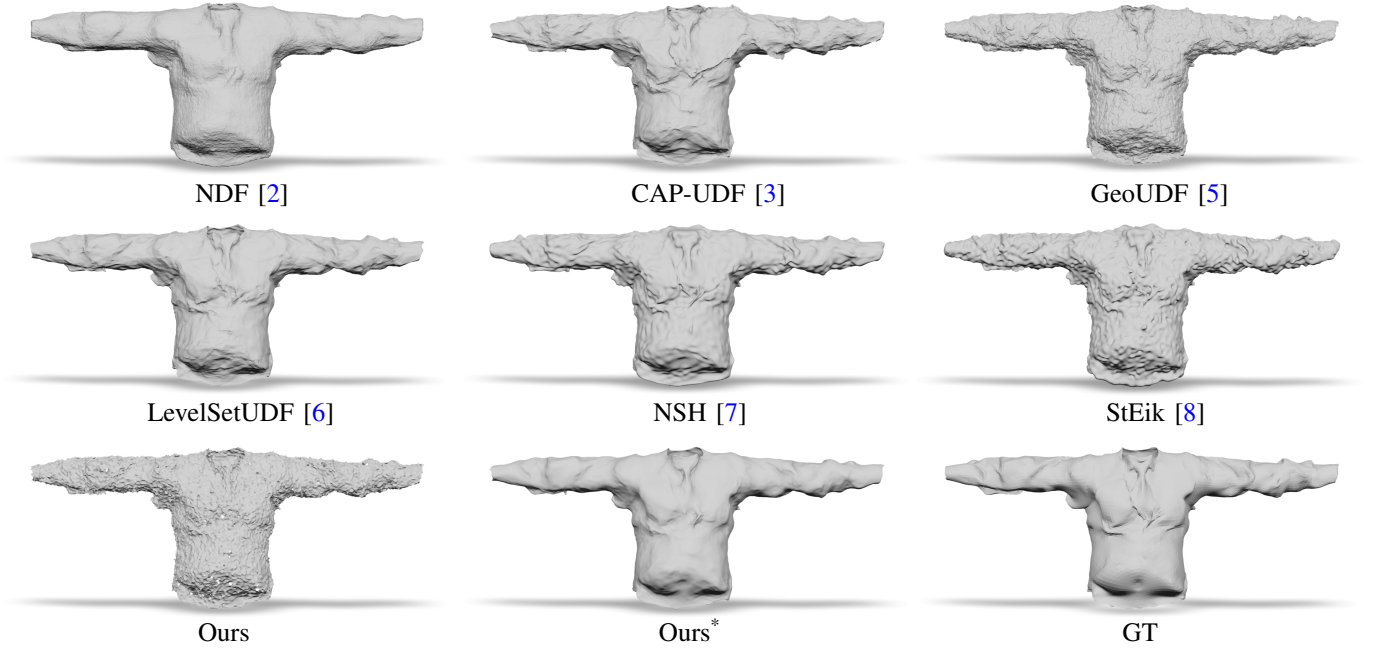 NDF [2]
CAP-UDF [3]
GeoUDF [5]
LevelSetUDF [6]
NSH [7]
StEik [8]
Ours
Ours*
GT